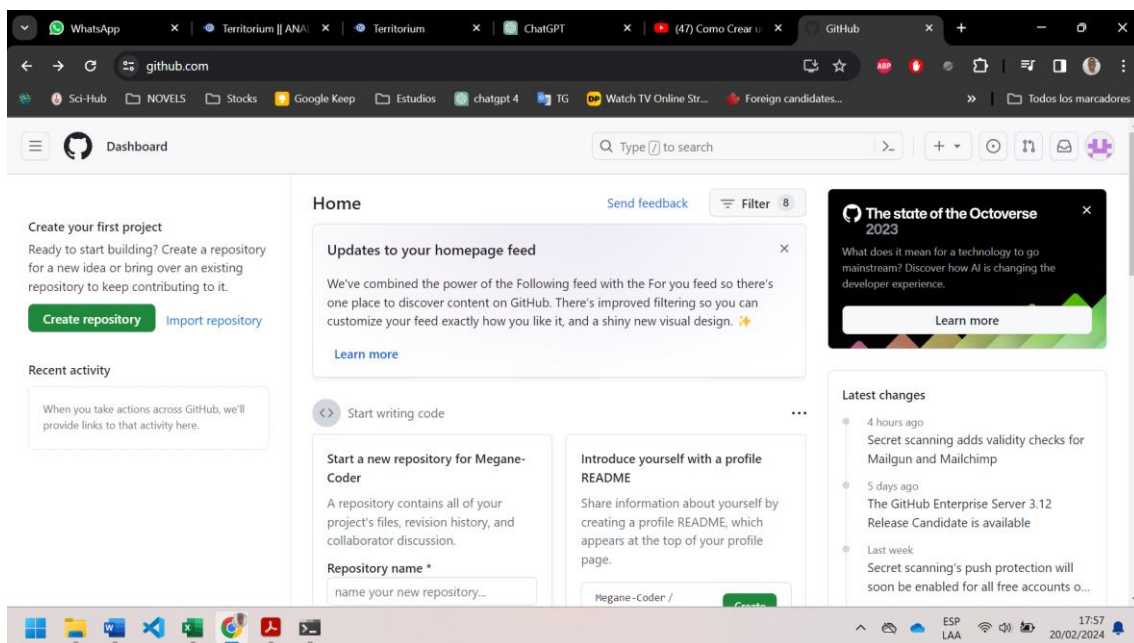 WhatsApp
Territorium || ANA
Territorium
ChatGPT
(47) Como Crear u
GitHub
github.com
ABP
Sci-Hub
NOVELS
Stocks
Google Keep
Estudios
chatgpt 4
TG
DP Watch TV Online Str...
Foreign candidates...
»
Todos los marcadores
Dashboard
Type / to search
Create your first project
Ready to start building? Create a repository
for a new idea or bring over an existing
repository to keep contributing to it.
Create repository
Import repository
Recent activity
When you take actions across GitHub, we'll
provide links to that activity here.
Home
Send feedback
Filter 8
Updates to your homepage feed
We've combined the power of the Following
feed with the For you feed so there's
one place to discover content on GitHub. There's improved filtering so you can
customize your feed exactly how you like it, and a shiny new visual design. ✨
Learn more
Start writing code
Start a new repository for Megane-
Coder
A repository contains all of your
project's files, revision history, and
collaborator discussion.
Repository name *
name your new repository...
Introduce yourself with a profile
README
Share information about yourself by
creating a profile README, which
appears at the top of your profile
page.
Megane-Coder /
Create
The state of the Octoverse
2023
What does it mean for a technology to go
mainstream? Discover how AI is changing the
developer experience.
Learn more
Latest changes
4 hours ago
Secret scanning adds validity checks for
Mailgun and Mailchimp
5 days ago
The GitHub Enterprise Server 3.12
Release Candidate is available
Last week
Secret scanning's push protection will
soon be enabled for all free accounts o...
ESP
LAA
17:57
20/02/2024